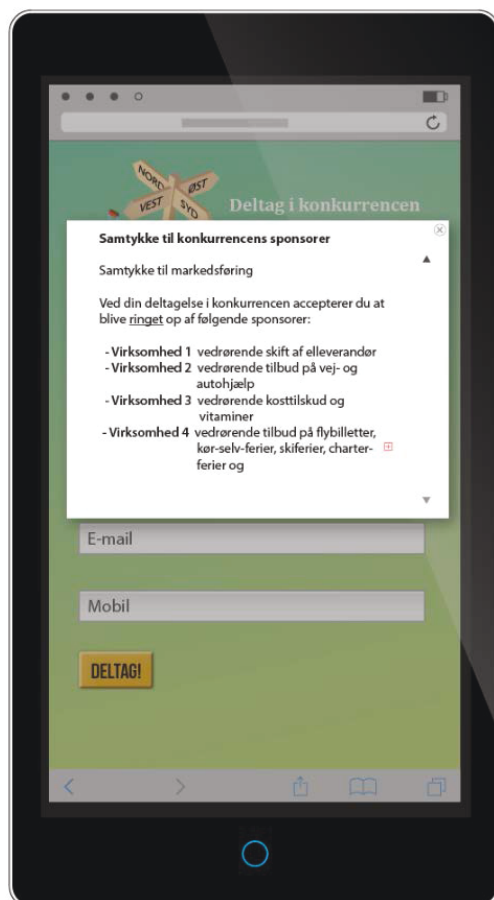 NORD
ØST
VEST
SYD
Deltag i konkurrencen
Samtykke til konkurrencens sponsorer
Samtykke til markedsføring
Ved din deltagelse i konkurrencen accepterer du at
blive ringet op af følgende sponsorer:
- Virksomhed 1 vedrørende skift af elleverandør
- Virksomhed 2 vedrørende tilbud på vej- og
autohjælp
- Virksomhed 3 vedrørende kosttilskud og
vitaminer
- Virksomhed 4 vedrørende tilbud på flybilletter,
kør-selv-ferier, skiferier, charter-
ferier og
E-mail
Mobil
DELTAG!